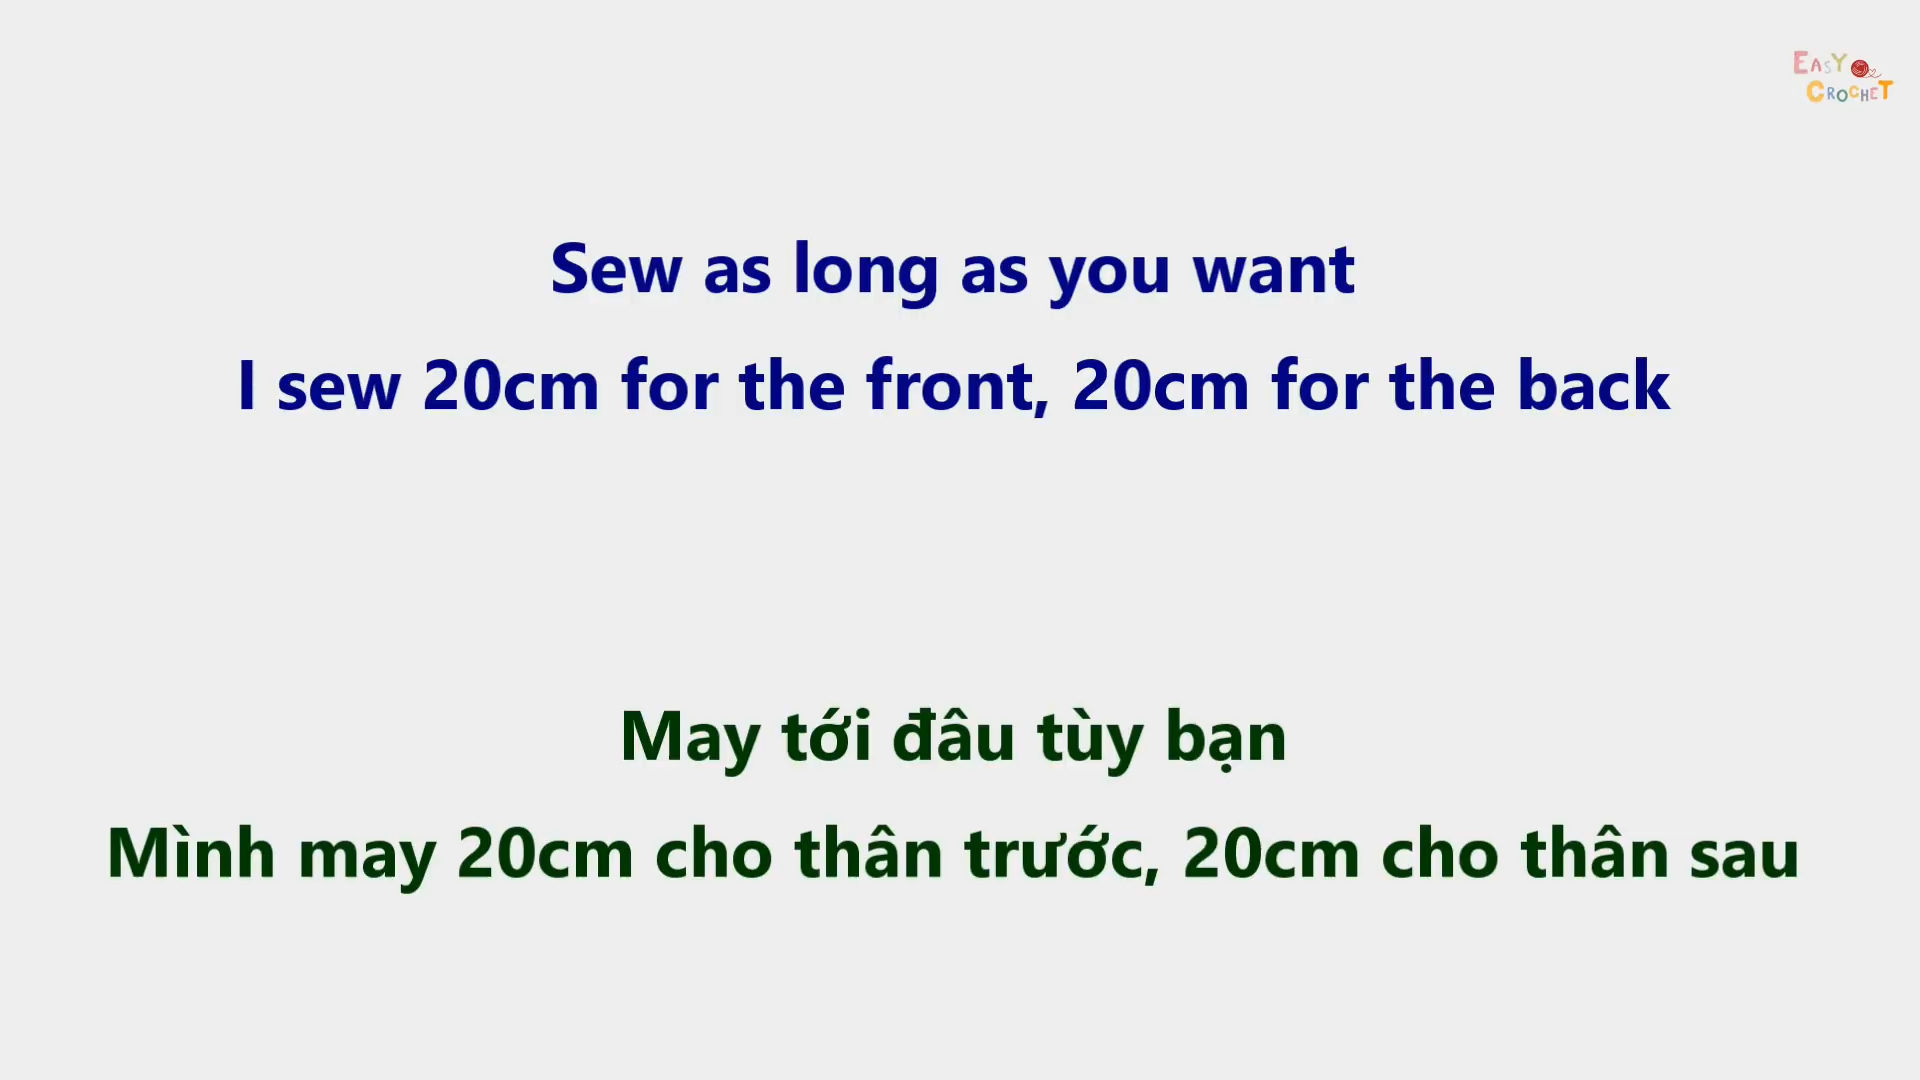 EASY
CROCHET
Sew as long as you want
I sew 20cm for the front, 20cm for the back
May tới đâu tùy bạn
Mình may 20cm cho thân trước, 20cm cho thân sau